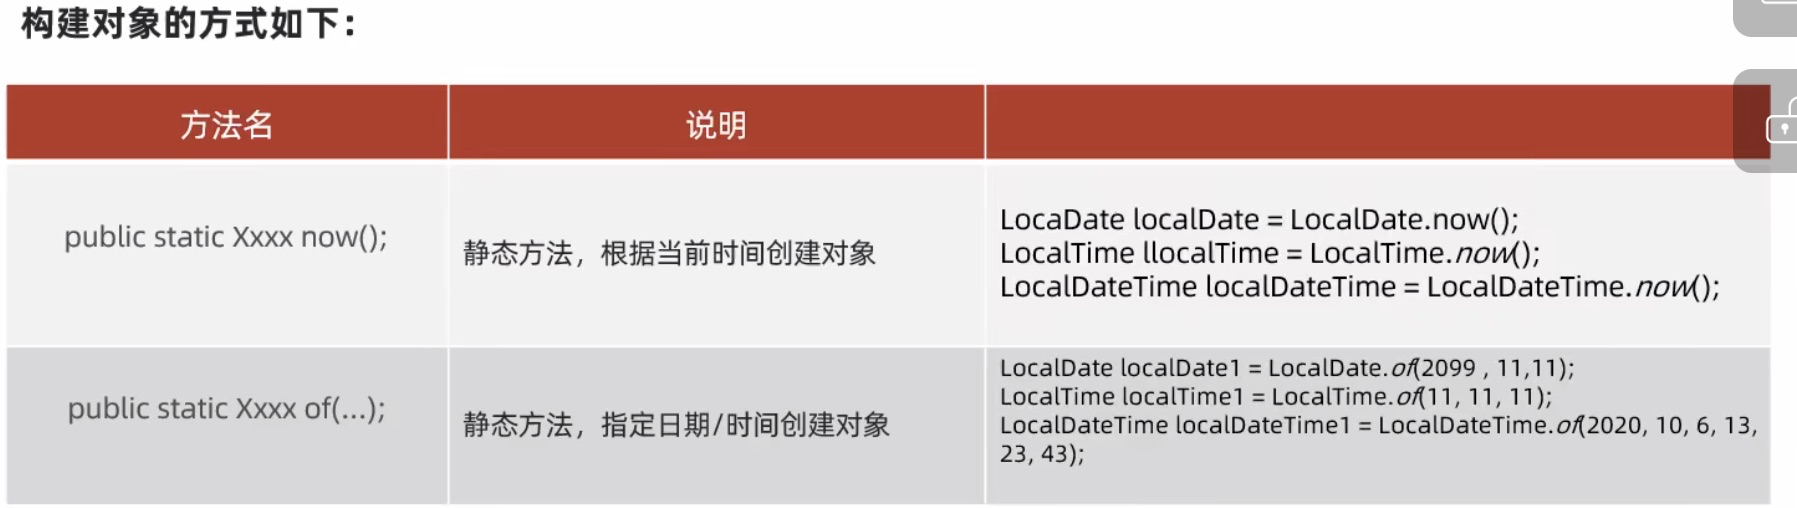 构建对象的方式如下：
方法名
说明
public static Xxxx now();
静态方法，根据当前时间创建对象
LocaDate localDate = LocalDate.now();
LocalTime llocalTime = LocalTime.now();
LocalDateTime localDateTime = LocalDateTime.now();
public static Xxxx of(...);
静态方法，指定日期/时间创建对象
LocalDate localDate1 = LocalDate.of(2099 , 11,11);
LocalTime localTime1 = LocalTime.of(11, 11, 11);
LocalDateTime localDateTime1 = LocalDateTime.of(2020, 10, 6, 13,
23, 43);